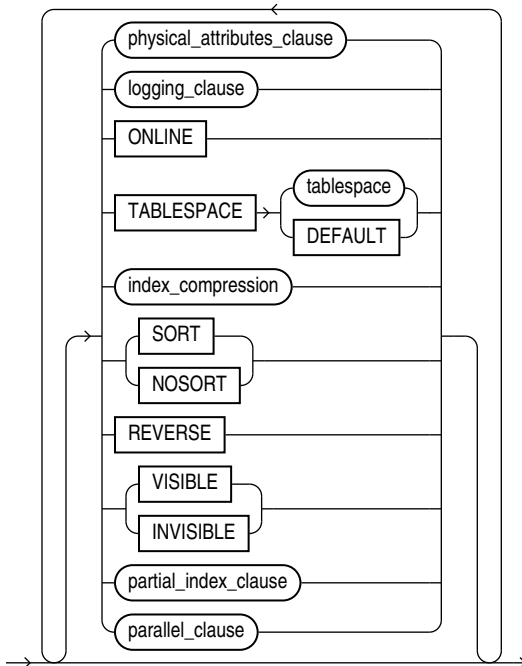 physical_attributes_clause
logging_clause
ONLINE
tablespace
TABLESPACE
DEFAULT
index_compression
SORT
NOSORT
REVERSE
VISIBLE
INVISIBLE
partial_index_clause
parallel_clause